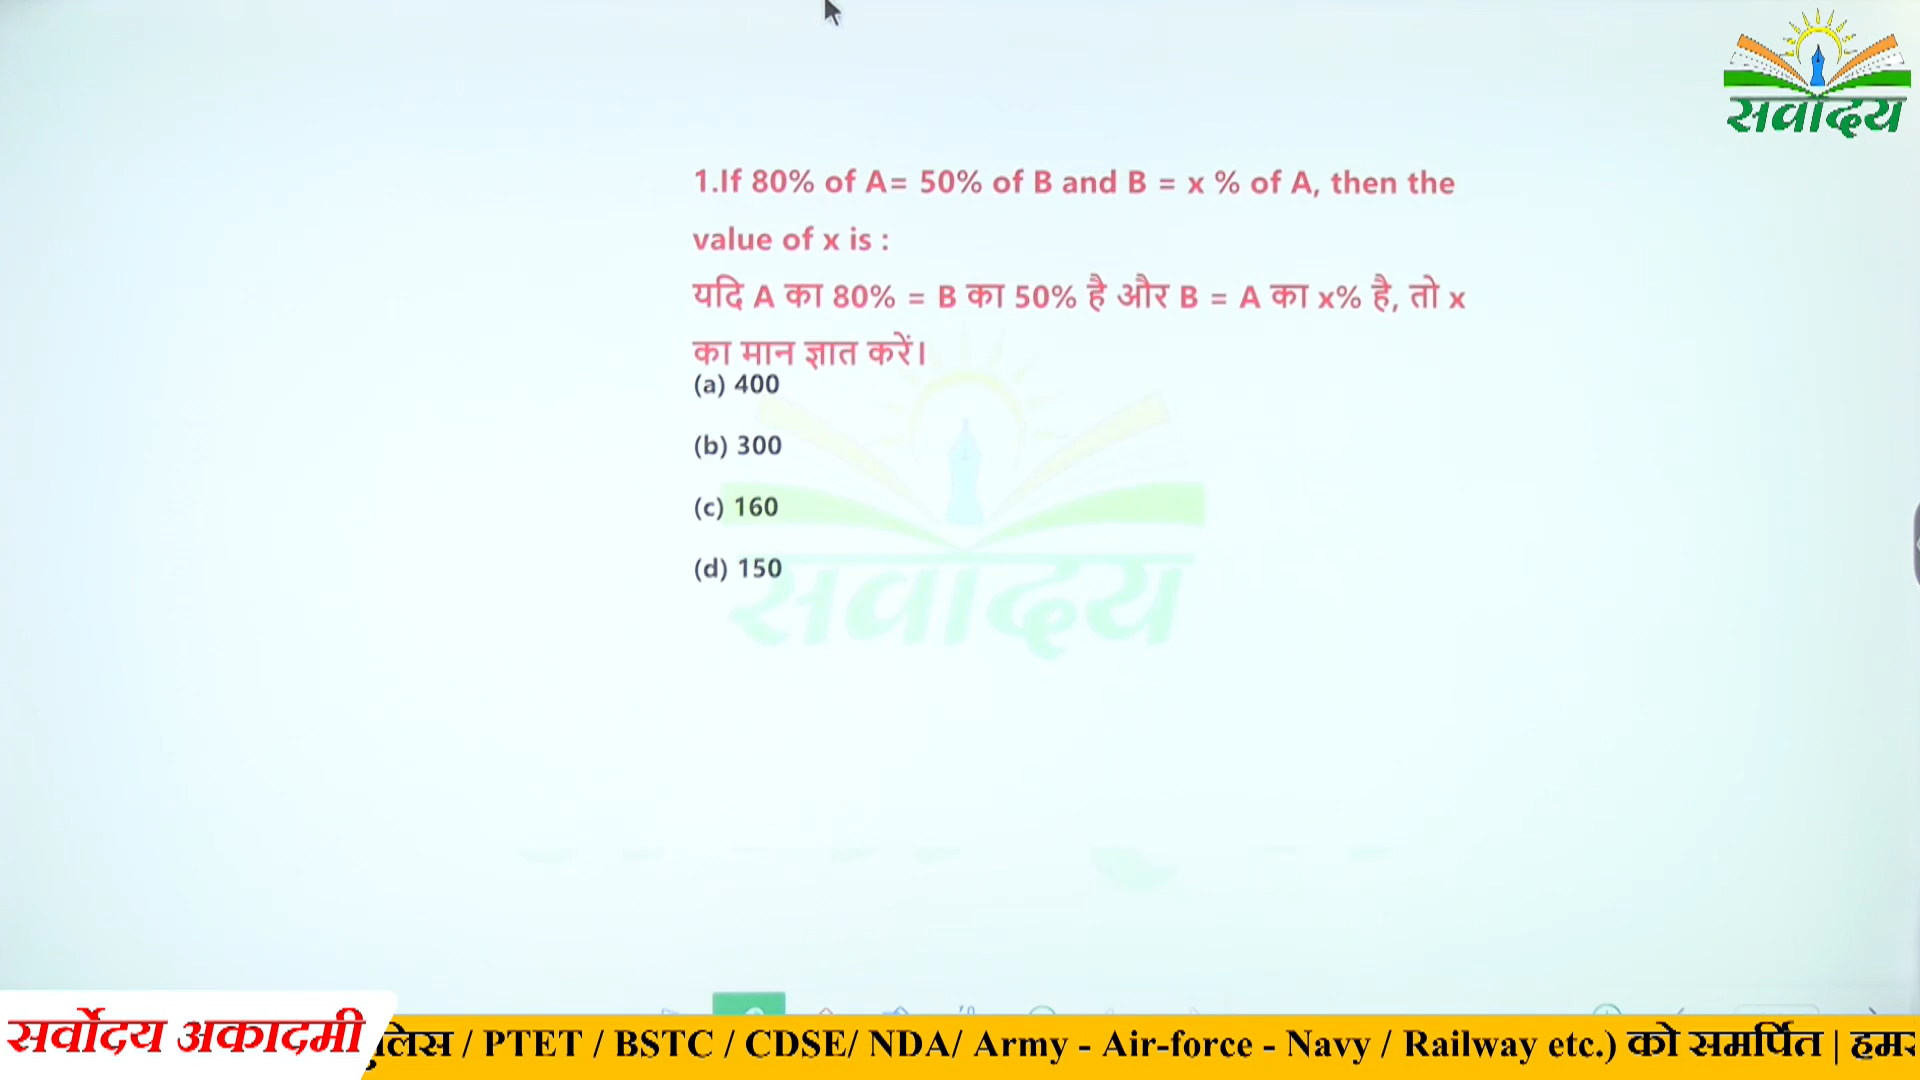 सर्वोदय
1.If 80% of A= 50% of B and B = x % of A, then the
value of x is :
यदि A का 80% = B का 50% है और B = A का x% है, तो x
का मान ज्ञात करें।
(a) 400
(b) 300
(c) 160
(d) 150
सर्वोदय
सर्वोदय अकादमी
/ PTET / BSTC / CDSE/ NDA/ Army - Air-force - Navy / Railway etc.) को समर्पित |